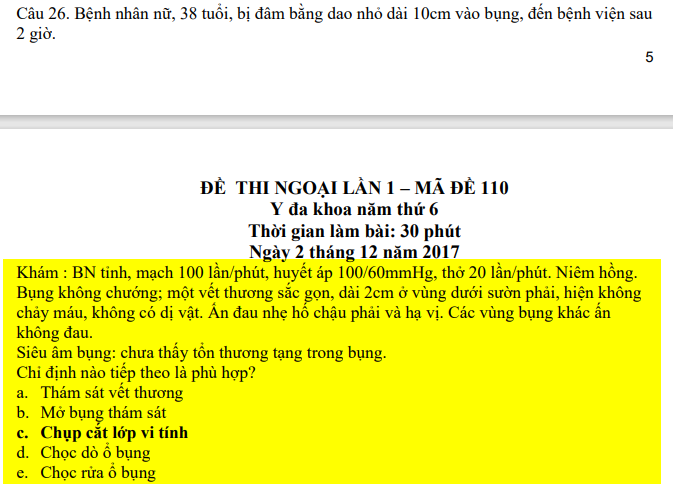 Câu 26. Bệnh nhân nữ, 38 tuổi, bị đâm bằng dao nhỏ dài 10cm vào bụng, đến bệnh viện sau
2 giờ.
5
ĐỀ THI NGOẠI LẦN 1 – MÃ ĐỀ 110
Y đa khoa năm thứ 6
Thời gian làm bài: 30 phút
Ngày 2 tháng 12 năm 2017
Khám : BN tỉnh, mạch 100 lần/phút, huyết áp 100/60mmHg, thở 20 lần/phút. Niêm hồng.
Bụng không chướng; một vết thương sắc gọn, dài 2cm ở vùng dưới sườn phải, hiện không
chảy máu, không có dị vật. Ấn đau nhẹ hố chậu phải và hạ vị. Các vùng bụng khác ấn
không đau.
Siêu âm bụng: chưa thấy tổn thương tạng trong bụng.
Chỉ định nào tiếp theo là phù hợp?
a. Thám sát vết thương
b. Mở bụng thám sát
c. Chụp cắt lớp vi tính
d. Chọc dò ổ bụng
e. Chọc rửa ổ bụng